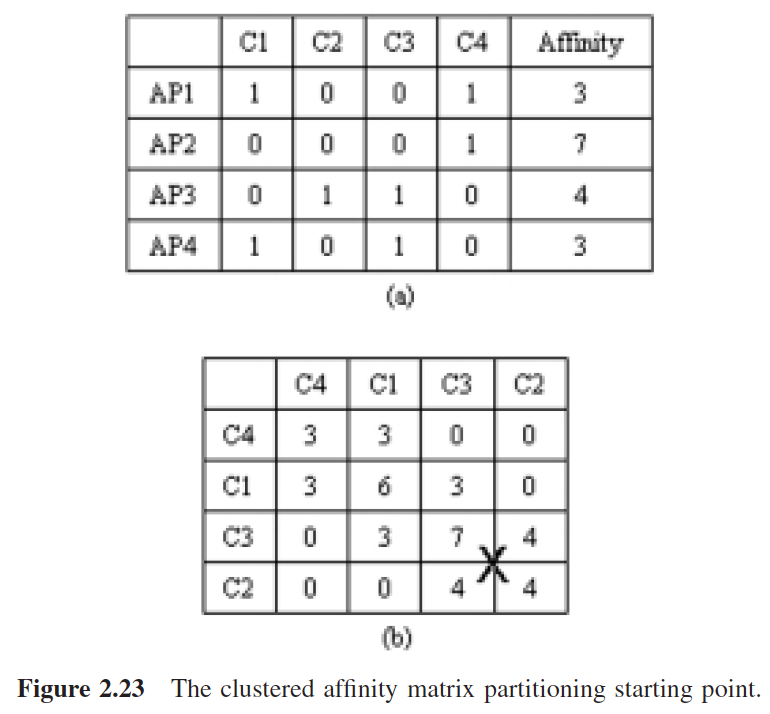 C1 C2 C3 C4 Affinity
AP1 1 0 0 1 3
AP2 0 0 0 1 7
AP3 0 1 1 0 4
AP4 1 0 1 0 3
(a)
C4 C1 C3 C2
C4 3 3 0 0
C1 3 6 3 0
C3 0 3 7 4
X
C2 0 0 4 4
(b)
Figure 2.23 The clustered affinity matrix partitioning starting point.